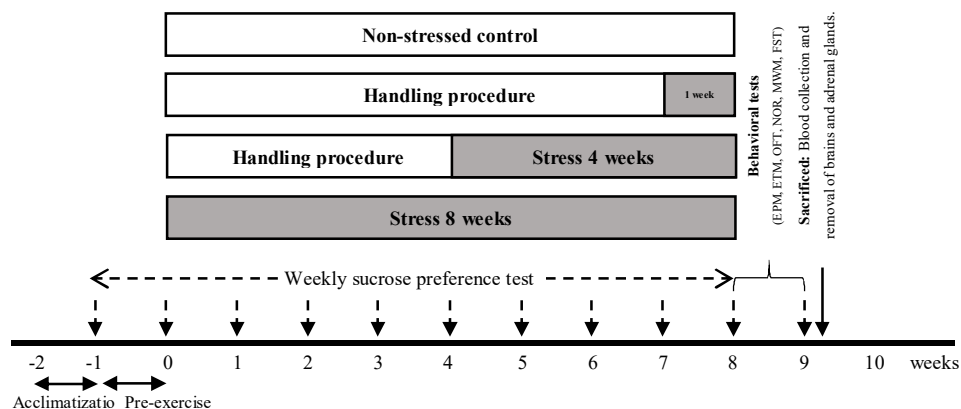 Non-stressed control
Handling procedure
1 week
Handling procedure
Stress 4 weeks
Stress 8 weeks
Behavioral tests
(EPM, ETM, OFT, NOR, MWM, FST)
Sacrificed: Blood collection and
removal of brains and adrenal glands.
Weekly sucrose preference test
-2 -1 0 1 2 3 4 5 6 7 8 9 10 weeks
Acclimatizatio Pre-exercise